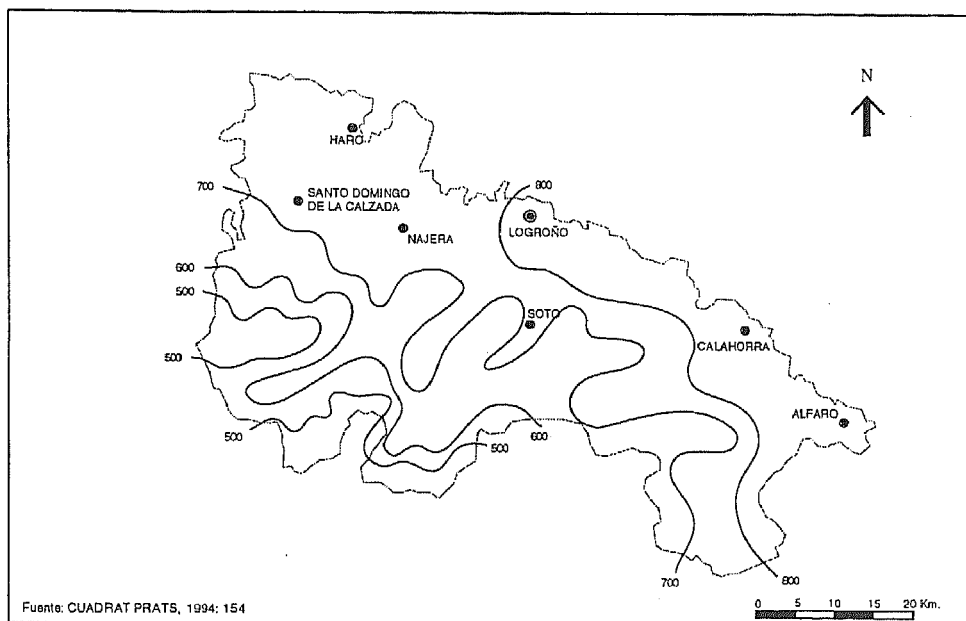 N
HARO
700
SANTO DOMINGO
DE LA CALZADA
800
LOGROÑO
NAJERA
600
500
SOTO
CALAHORRA
500
ALFARO
500
600
500
700
800
Fuente: CUADRAT PRATS, 1994: 154
0 5 10 15 20 Km.